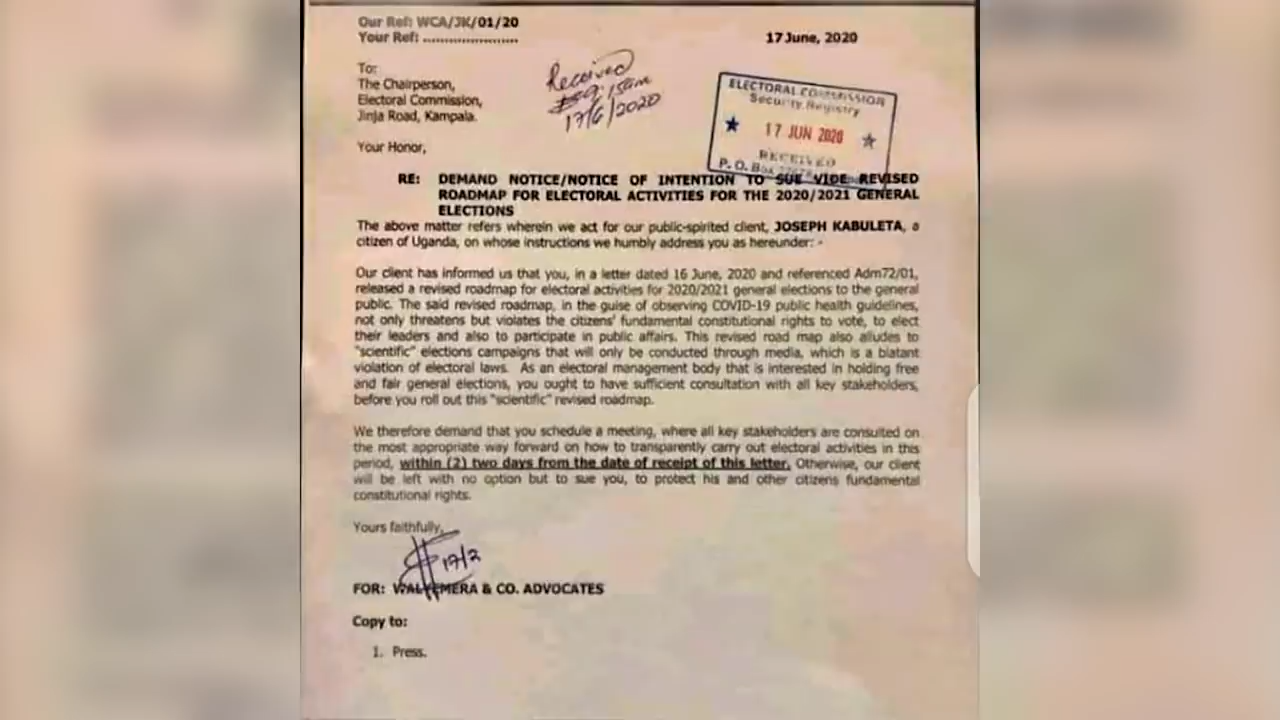 Our Ref: WCA/JK/01/20
Your Ref: ......................
17 June, 2020
To:
The Chairperson,
Electoral Commission,
Jinja Road, Kampala.
Received
9:15am
17/6/2020
ELECTORAL COMMISSION
Security Registry
17 JUN 2020
RECEIVED
P. O. Box
Your Honor,
RE: DEMAND NOTICE/NOTICE OF INTENTION TO SUE VIDE REVISED
ROADMAP FOR ELECTORAL ACTIVITIES FOR THE 2020/2021 GENERAL
ELECTIONS
The above matter refers wherein we act for our public-spirited client, JOSEPH KABULETA, a
citizen of Uganda, on whose instructions we humbly address you as hereunder: -
Our client has informed us that you, in a letter dated 16 June, 2020 and referenced Adm72/01,
released a revised roadmap for electoral activities for 2020/2021 general elections to the general
public. The said revised roadmap, in the guise of observing COVID-19 public health guidelines,
not only threatens but violates the citizens' fundamental constitutional rights to vote, to elect
their leaders and also to participate in public affairs. This revised road map also alludes to
"scientific" elections campaigns that will only be conducted through media, which is a blatant
violation of electoral laws. As an electoral management body that is interested in holding free
and fair general elections, you ought to have sufficient consultation with all key stakeholders,
before you roll out this "scientific" revised roadmap.
We therefore demand that you schedule a meeting, where all key stakeholders are consulted on
the most appropriate way forward on how to transparently carry out electoral activities in this
period, within (2) two days from the date of receipt of this letter. Otherwise, our client
will be left with no option but to sue you, to protect his and other citizens fundamental
constitutional rights.
Yours faithfully,
17/2
FOR: WALYEMERA & CO. ADVOCATES
Copy to:
1. Press.